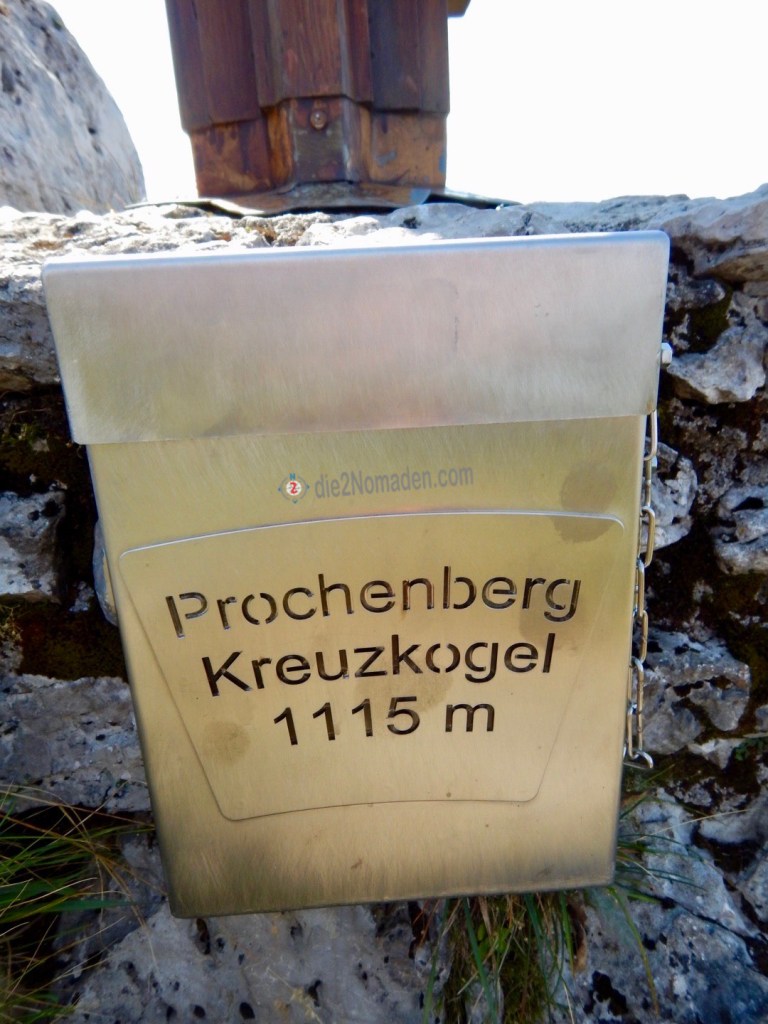 die2Nomaden.com
Prochenberg
Kreuzkogel
1115 m